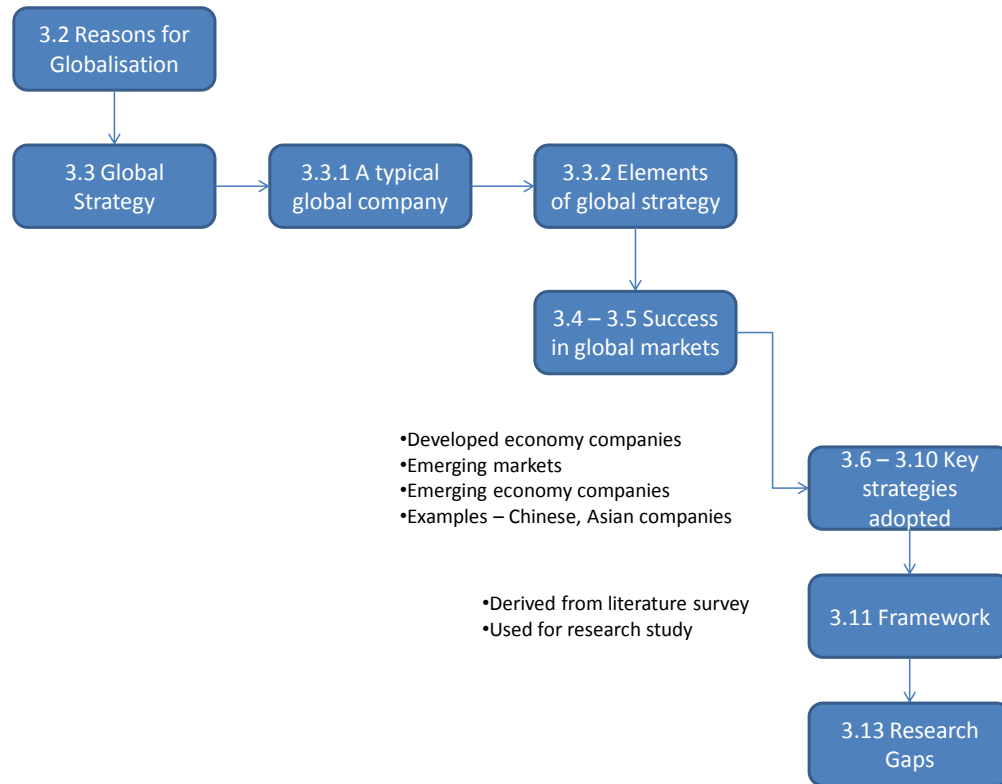 3.2 Reasons for
Globalisation
3.3 Global
Strategy
3.3.1 A typical
global company
3.3.2 Elements
of global strategy
3.4 – 3.5 Success
in global markets
•Developed economy companies
•Emerging markets
•Emerging economy companies
•Examples – Chinese, Asian companies
3.6 – 3.10 Key
strategies
adopted
•Derived from literature survey
•Used for research study
3.11 Framework
3.13 Research
Gaps